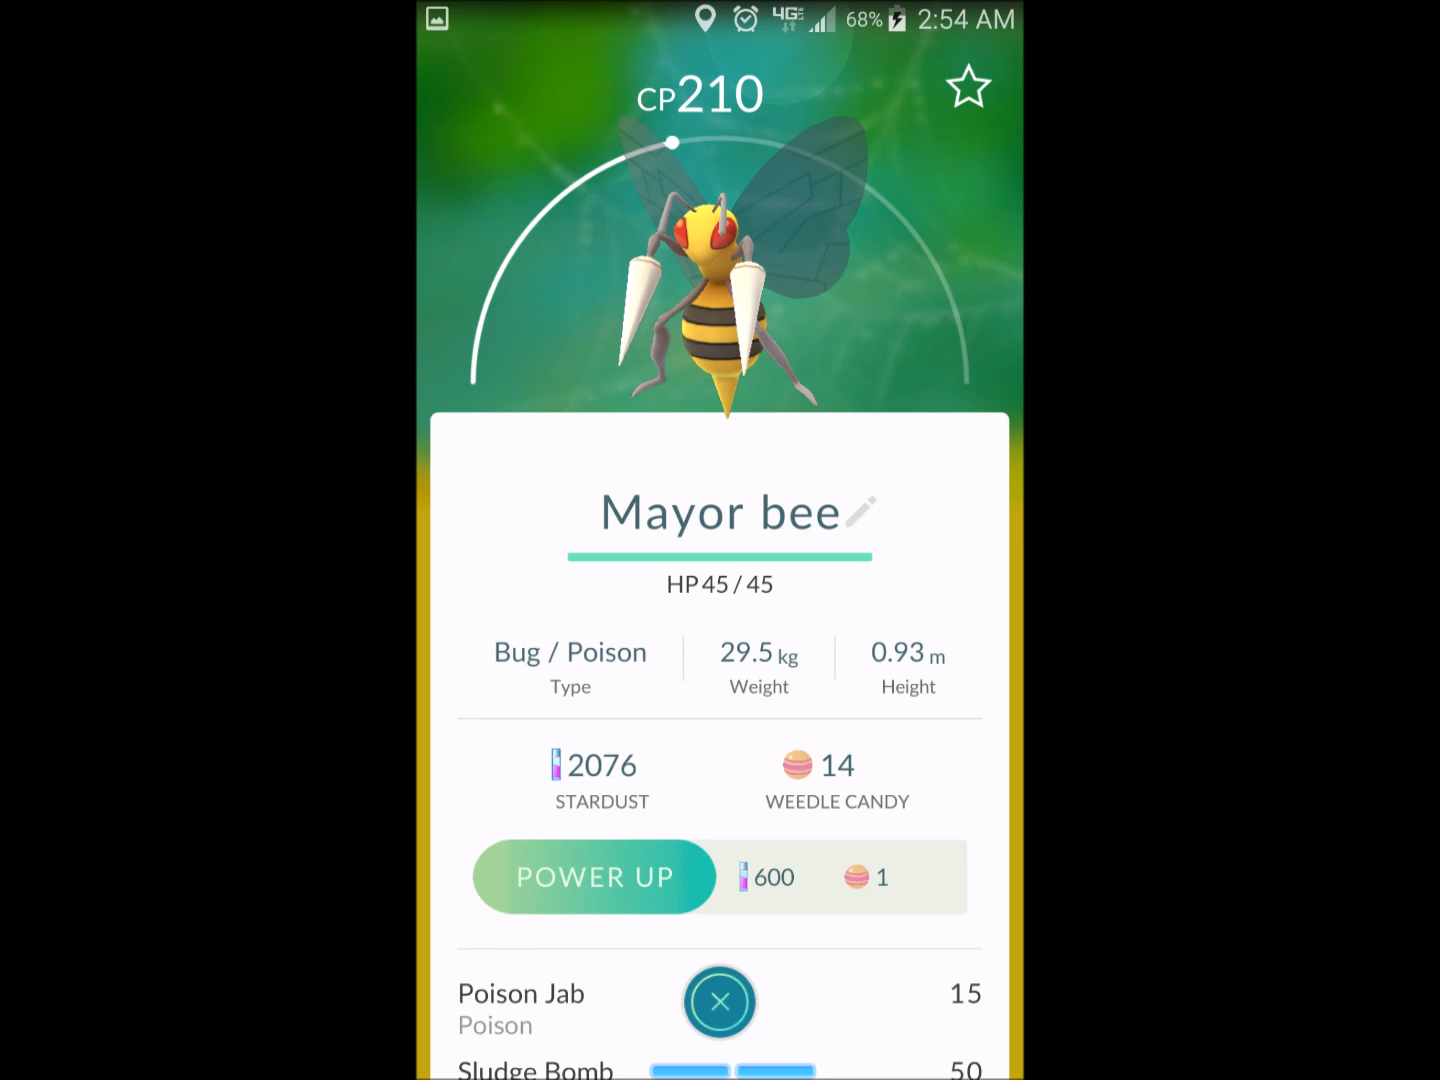 4G LTE 68% 2:54 AM
CP210
Mayor bee
HP 45 / 45
Bug / Poison 29.5 kg 0.93 m
Type Weight Height
2076 14
STARDUST WEEDLE CANDY
POWER UP 600 1
Poison Jab 15
Poison
Sludge Bomb 50